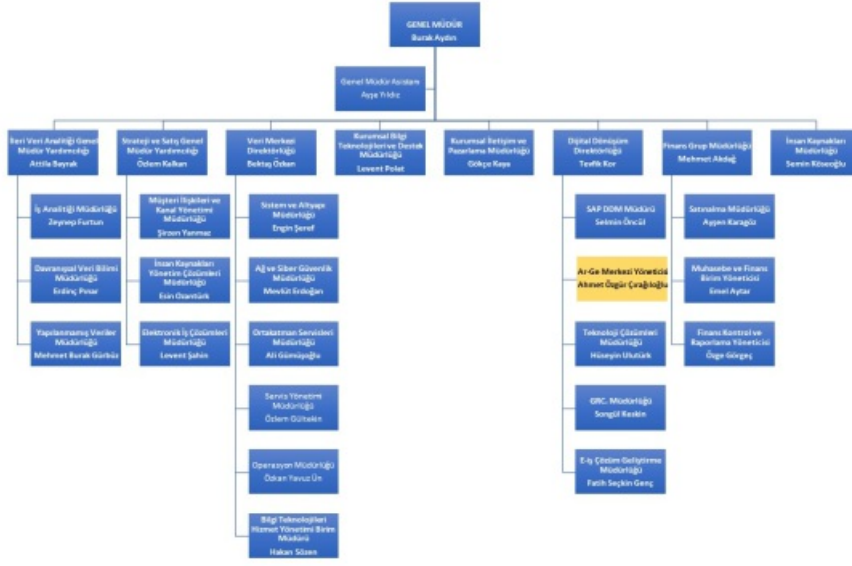 GENEL MÜDÜR
Burak Aydın
Genel Müdür Asistanı
Ayşe Yıldız
İleri Veri Analitiği Genel
Müdür Yardımcılığı
Attila Bayrak
Strateji ve Satış Genel
Müdür Yardımcılığı
Özlem Kalkan
Veri Merkezi
Direktörlüğü
Bektaş Özkan
Kurumsal Bilgi
Teknolojileri ve Destek
Müdürlüğü
Levent Polat
Kurumsal İletişim ve
Pazarlama Müdürlüğü
Gökçe Kaya
Dijital Dönüşüm
Direktörlüğü
Tevfik Kor
Finans Grup Müdürlüğü
Mehmet Akdağ
İnsan Kaynakları
Müdürlüğü
Semin Köseoğlu
İş Analitiği Müdürlüğü
Zeynep Furtun
Davranışsal Veri Bilimi
Müdürlüğü
Erdinç Pınar
Yapılanmamış Veriler
Müdürlüğü
Mehmet Burak Gürbüz
Müşteri İlişkileri ve
Kanal Yönetimi
Müdürlüğü
Şirzen Yanmaz
İnsan Kaynakları
Yönetim Çözümleri
Müdürlüğü
Esin Ozantürk
Elektronik İş Çözümleri
Müdürlüğü
Levent Şahin
Sistem ve Altyapı
Müdürlüğü
Engin Şeref
Ağ ve Siber Güvenlik
Müdürlüğü
Mevlüt Erdoğan
Ortakatman Servisleri
Müdürlüğü
Ali Gümüşoğlu
Servis Yönetimi
Müdürlüğü
Özlem Gültekin
Operasyon Müdürlüğü
Özkan Yavuz Ün
Bilgi Teknolojileri
Hizmet Yönetimi Birim
Müdürü
Hakan Sözen
SAP DDM Müdürü
Selmin Öncül
Ar-Ge Merkezi Yöneticisi
Ahmet Özgür Çırağlıoğlu
Teknoloji Çözümleri
Müdürlüğü
Hüseyin Ulutürk
GRC. Müdürlüğü
Songül Keskin
E-iş Çözüm Geliştirme
Müdürlüğü
Fatih Seçkin Genç
Satınalma Müdürlüğü
Ayşen Karagöz
Muhasebe ve Finans
Birim Yöneticisi
Emel Aytar
Finans Kontrol ve
Raporlama Yöneticisi
Özge Görgeç